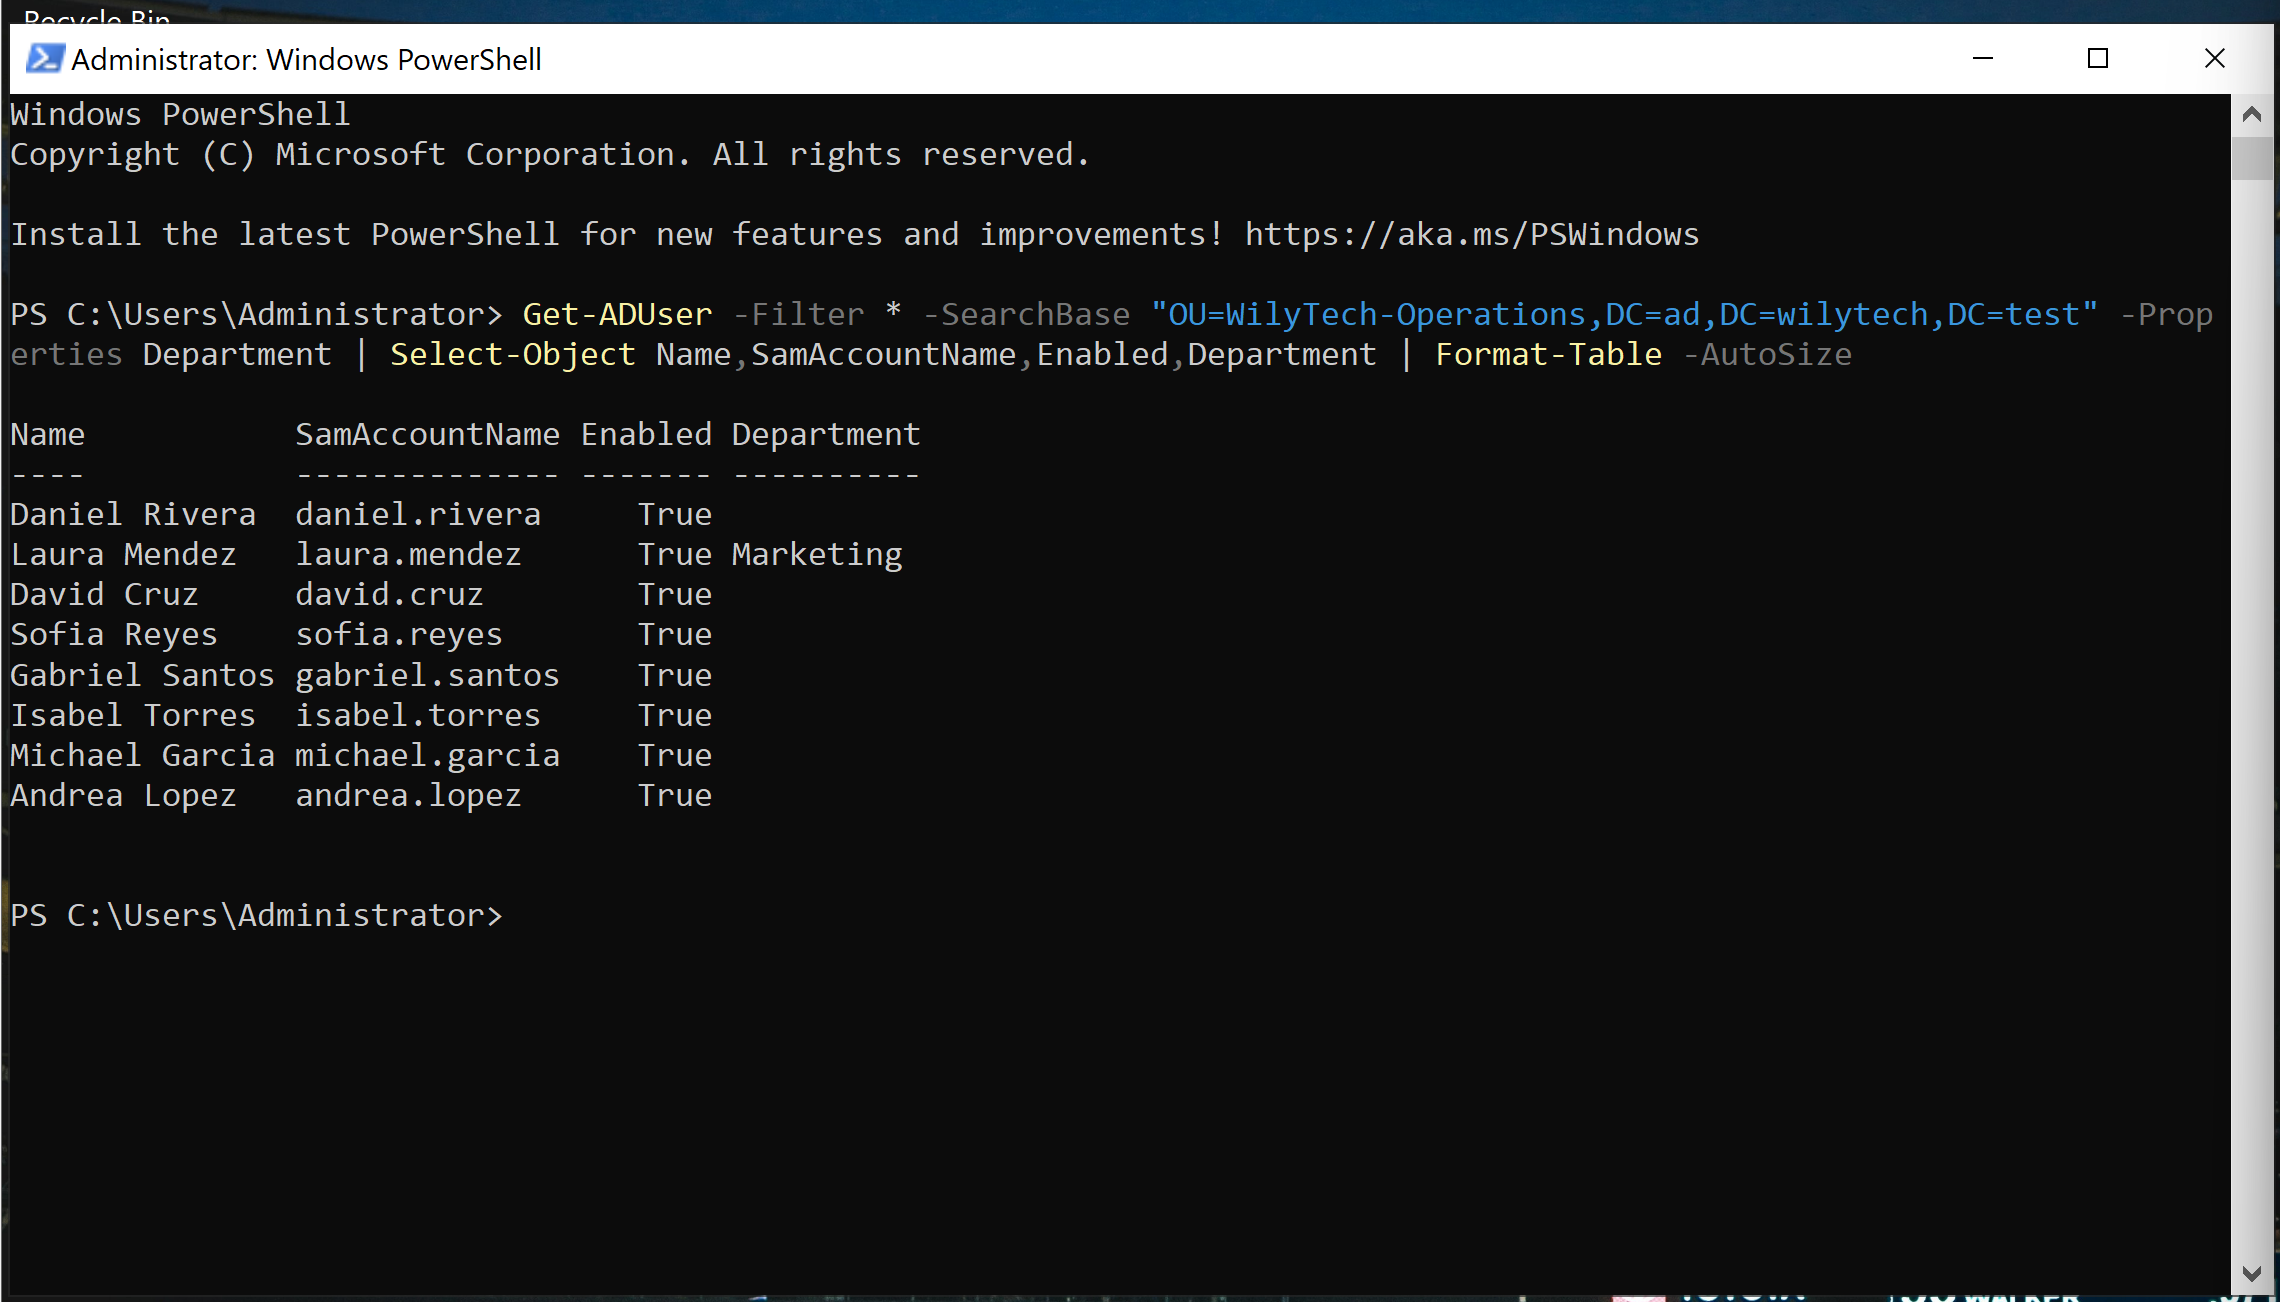 Recycle Bin
Administrator: Windows PowerShell
Windows PowerShell
Copyright (C) Microsoft Corporation. All rights reserved.
Install the latest PowerShell for new features and improvements! https://aka.ms/PSWindows
PS C:\Users\Administrator> Get-ADUser -Filter * -SearchBase "OU=WilyTech-Operations,DC=ad,DC=wilytech,DC=test" -Prop
erties Department | Select-Object Name,SamAccountName,Enabled,Department | Format-Table -AutoSize
Name SamAccountName Enabled Department
---- -------------- ------- ----------
Daniel Rivera daniel.rivera True
Laura Mendez laura.mendez True Marketing
David Cruz david.cruz True
Sofia Reyes sofia.reyes True
Gabriel Santos gabriel.santos True
Isabel Torres isabel.torres True
Michael Garcia michael.garcia True
Andrea Lopez andrea.lopez True
PS C:\Users\Administrator>
WALKER